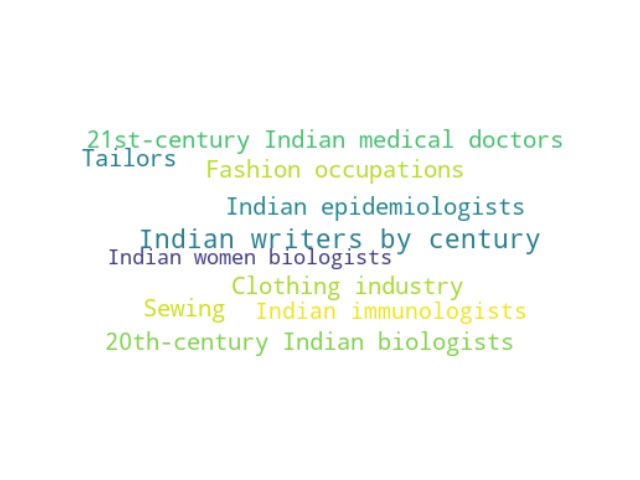 21st-century Indian medical doctors
Tailors
Fashion occupations
Indian epidemiologists
Indian writers by century
Indian women biologists
Clothing industry
Sewing
Indian immunologists
20th-century Indian biologists